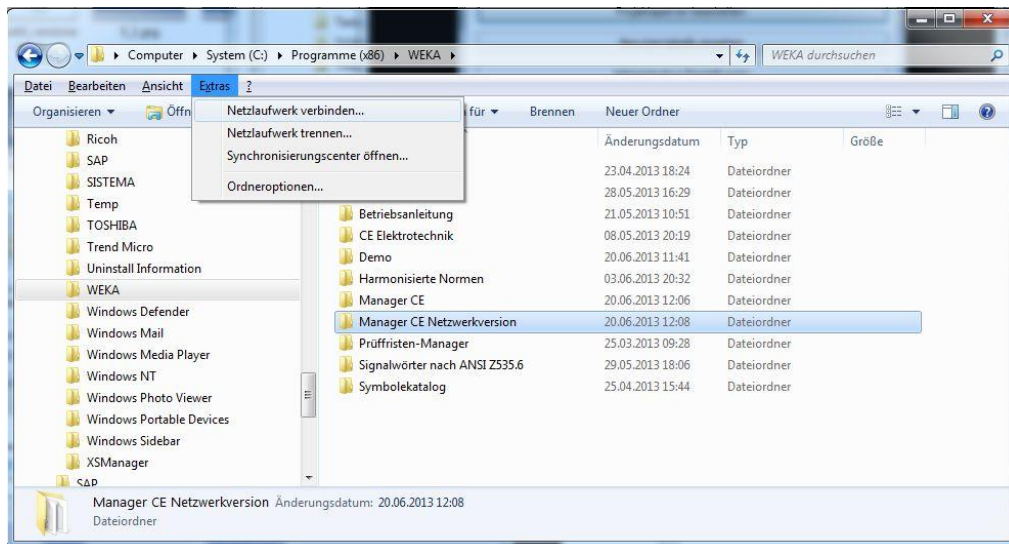 Computer ▸ System (C:) ▸ Programme (x86) ▸ WEKA ▸
WEKA durchsuchen
Datei Bearbeiten Ansicht Extras ?
Organisieren Öffn für Brennen Neuer Ordner
Netzlaufwerk verbinden...
Netzlaufwerk trennen...
Synchronisierungscenter öffnen...
Ordneroptionen...
Ricoh
SAP
SISTEMA
Temp
TOSHIBA
Trend Micro
Uninstall Information
WEKA
Windows Defender
Windows Mail
Windows Media Player
Windows NT
Windows Photo Viewer
Windows Portable Devices
Windows Sidebar
XSManager
SAP
Änderungsdatum Typ Größe
23.04.2013 18:24 Dateiordner
28.05.2013 16:29 Dateiordner
Betriebsanleitung 21.05.2013 10:51 Dateiordner
CE Elektrotechnik 08.05.2013 20:19 Dateiordner
Demo 20.06.2013 11:41 Dateiordner
Harmonisierte Normen 03.06.2013 20:32 Dateiordner
Manager CE 20.06.2013 12:06 Dateiordner
Manager CE Netzwerkversion 20.06.2013 12:08 Dateiordner
Prüffristen-Manager 25.03.2013 09:28 Dateiordner
Signalwörter nach ANSI Z535.6 29.05.2013 18:06 Dateiordner
Symbolekatalog 25.04.2013 15:44 Dateiordner
Manager CE Netzwerkversion Änderungsdatum: 20.06.2013 12:08
Dateiordner